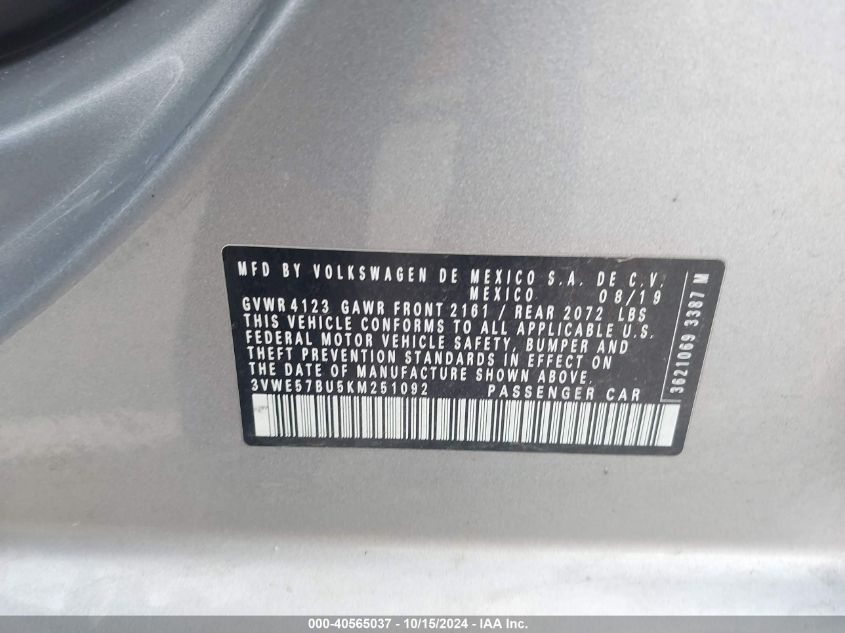 MFD BY VOLKSWAGEN DE MEXICO S.A. DE C.V.
MEXICO 08/19
GVWR 4123 GAWR FRONT 2161 / REAR 2072 LBS
THIS VEHICLE CONFORMS TO ALL APPLICABLE U.S.
FEDERAL MOTOR VEHICLE SAFETY, BUMPER AND
THEFT PREVENTION STANDARDS IN EFFECT ON
THE DATE OF MANUFACTURE SHOWN ABOVE.
3VWE57BU5KM251092 PASSENGER CAR
3621069 3387 M
000-40565037 - 10/15/2024 - IAA Inc.